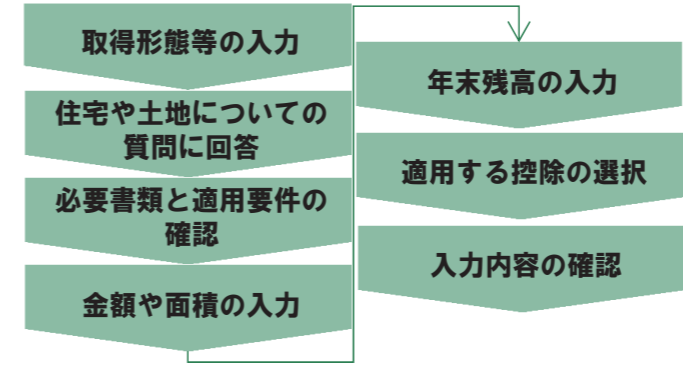 取得形態等の入力
住宅や土地についての
質問に回答
必要書類と適用要件の
確認
金額や面積の入力
年末残高の入力
適用する控除の選択
入力内容の確認